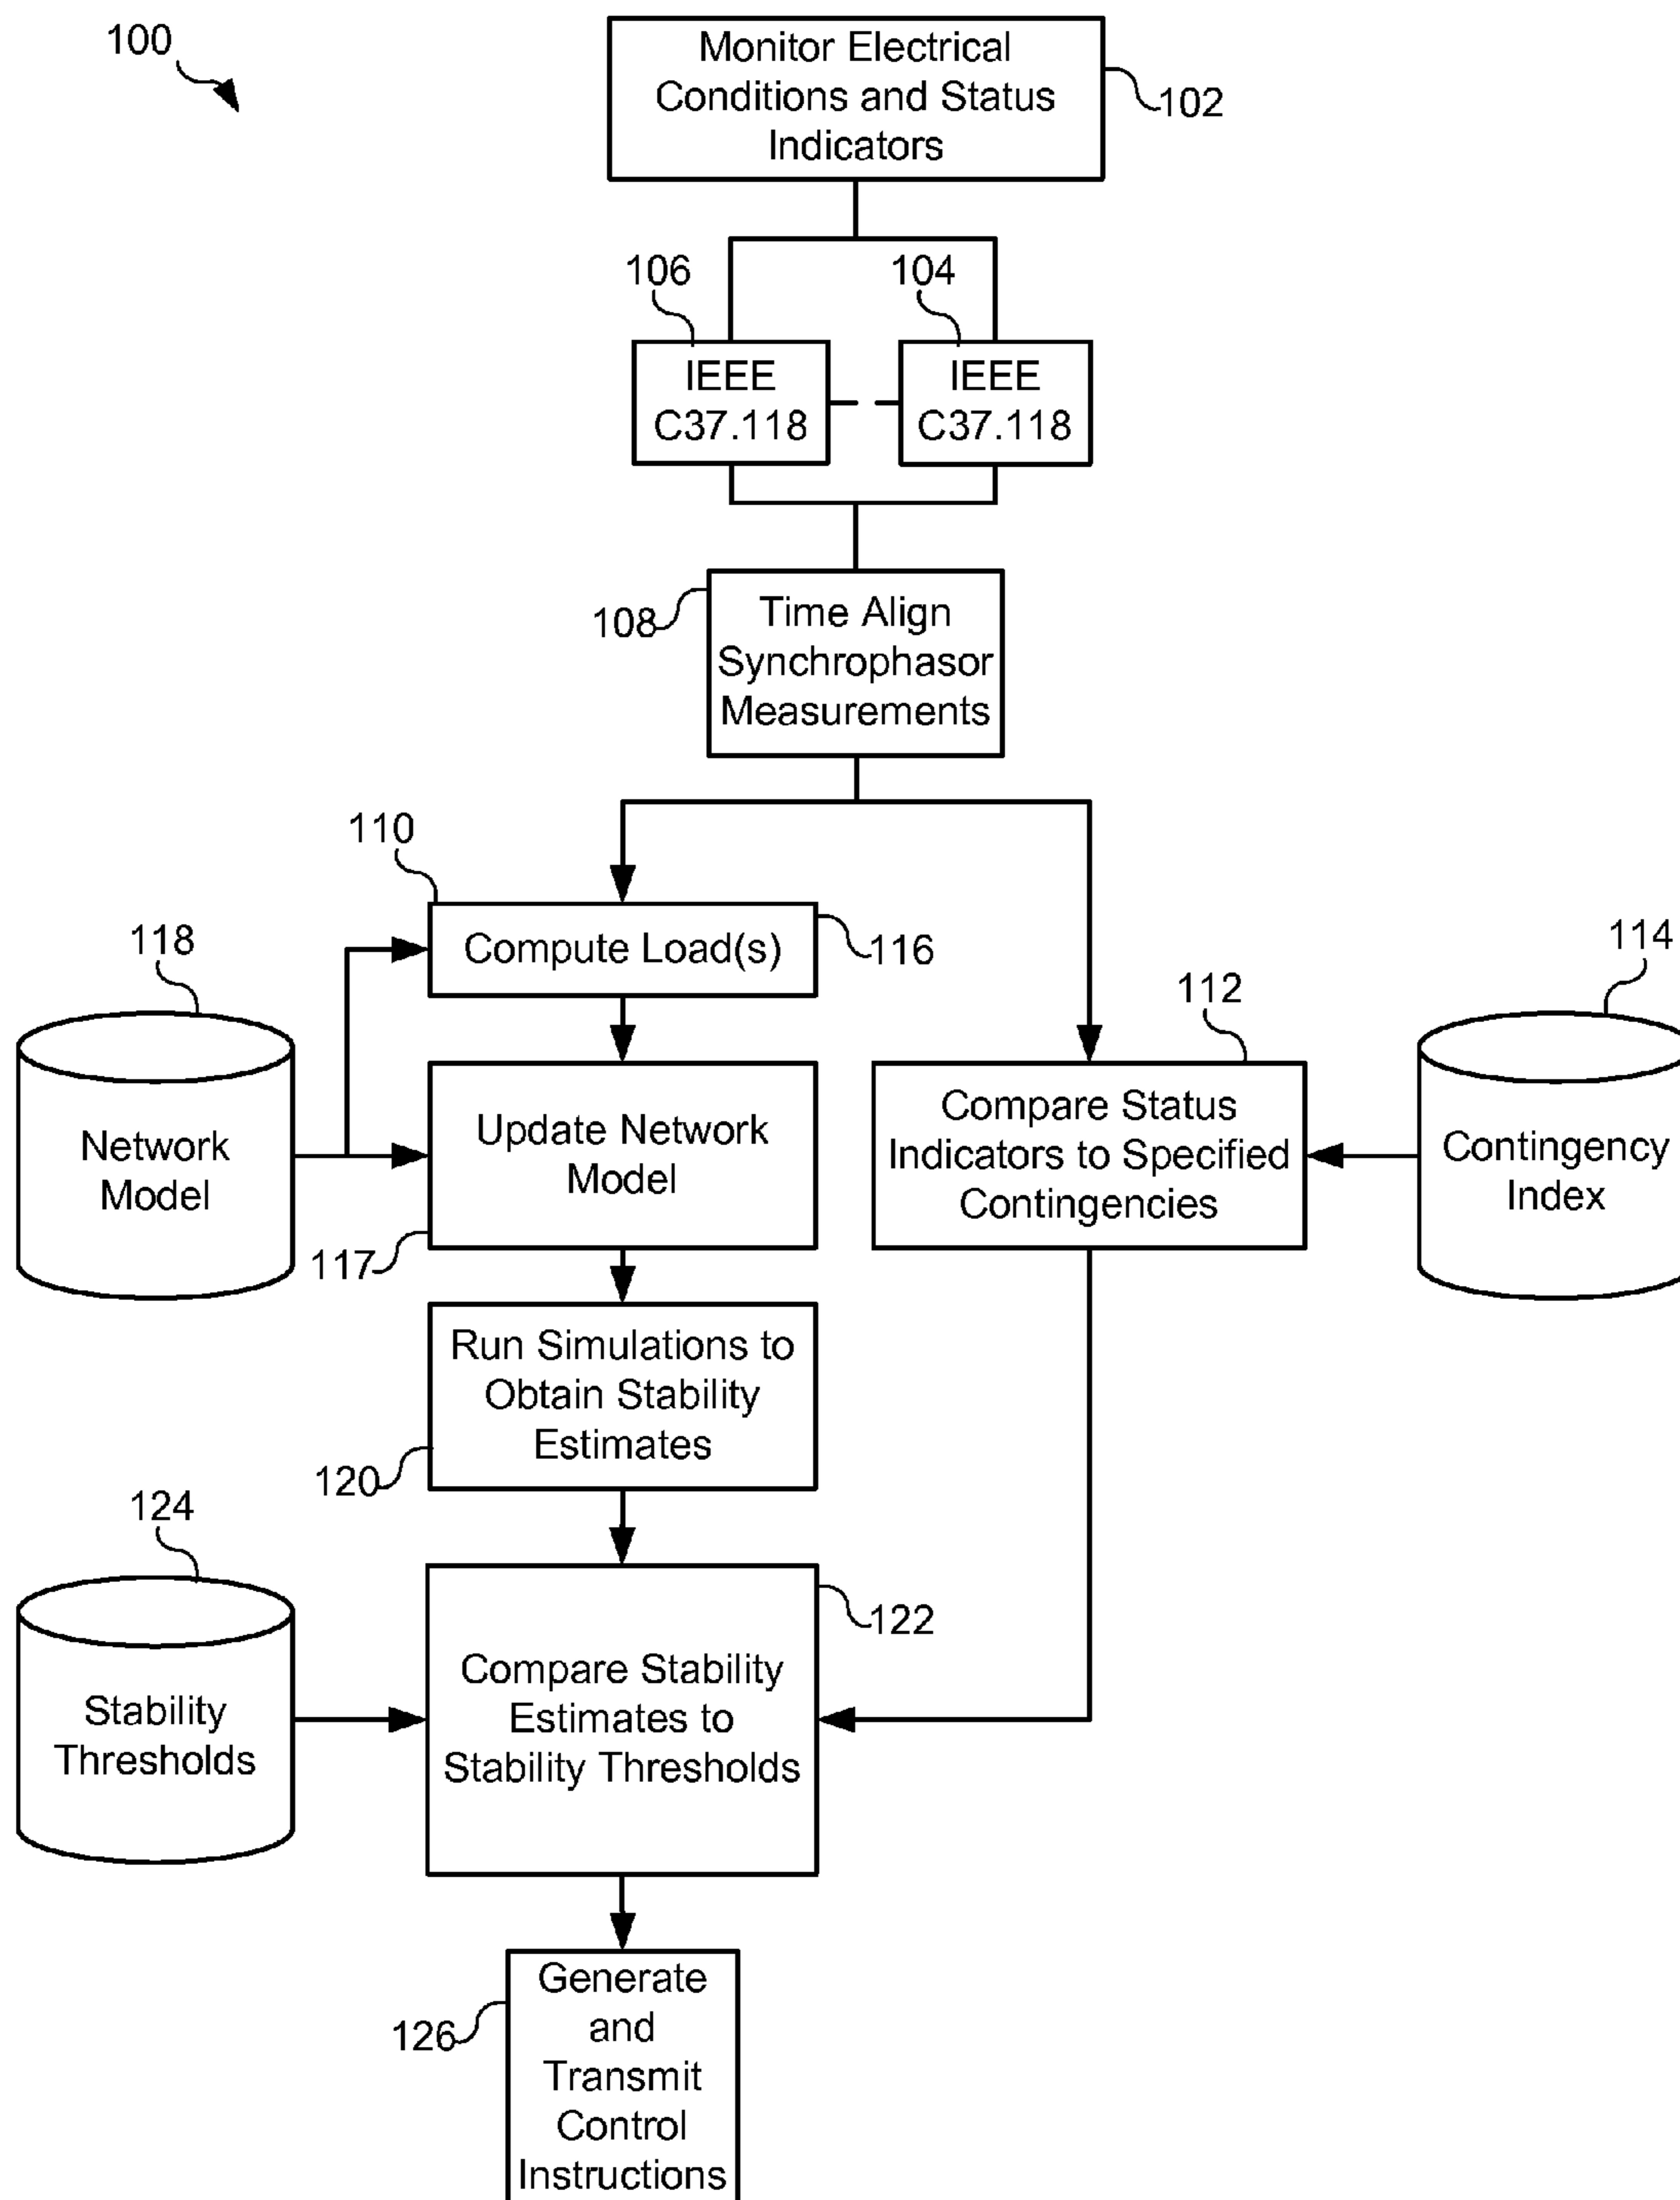 100
Monitor Electrical
Conditions and Status
Indicators
102
106
104
IEEE
C37.118
IEEE
C37.118
108
Time Align
Synchrophasor
Measurements
110
Compute Load(s)
116
118
Network
Model
Update Network
Model
117
112
Compare Status
Indicators to Specified
Contingencies
114
Contingency
Index
Run Simulations to
Obtain Stability
Estimates
120
124
Stability
Thresholds
122
Compare Stability
Estimates to
Stability Thresholds
126
Generate
and
Transmit
Control
Instructions